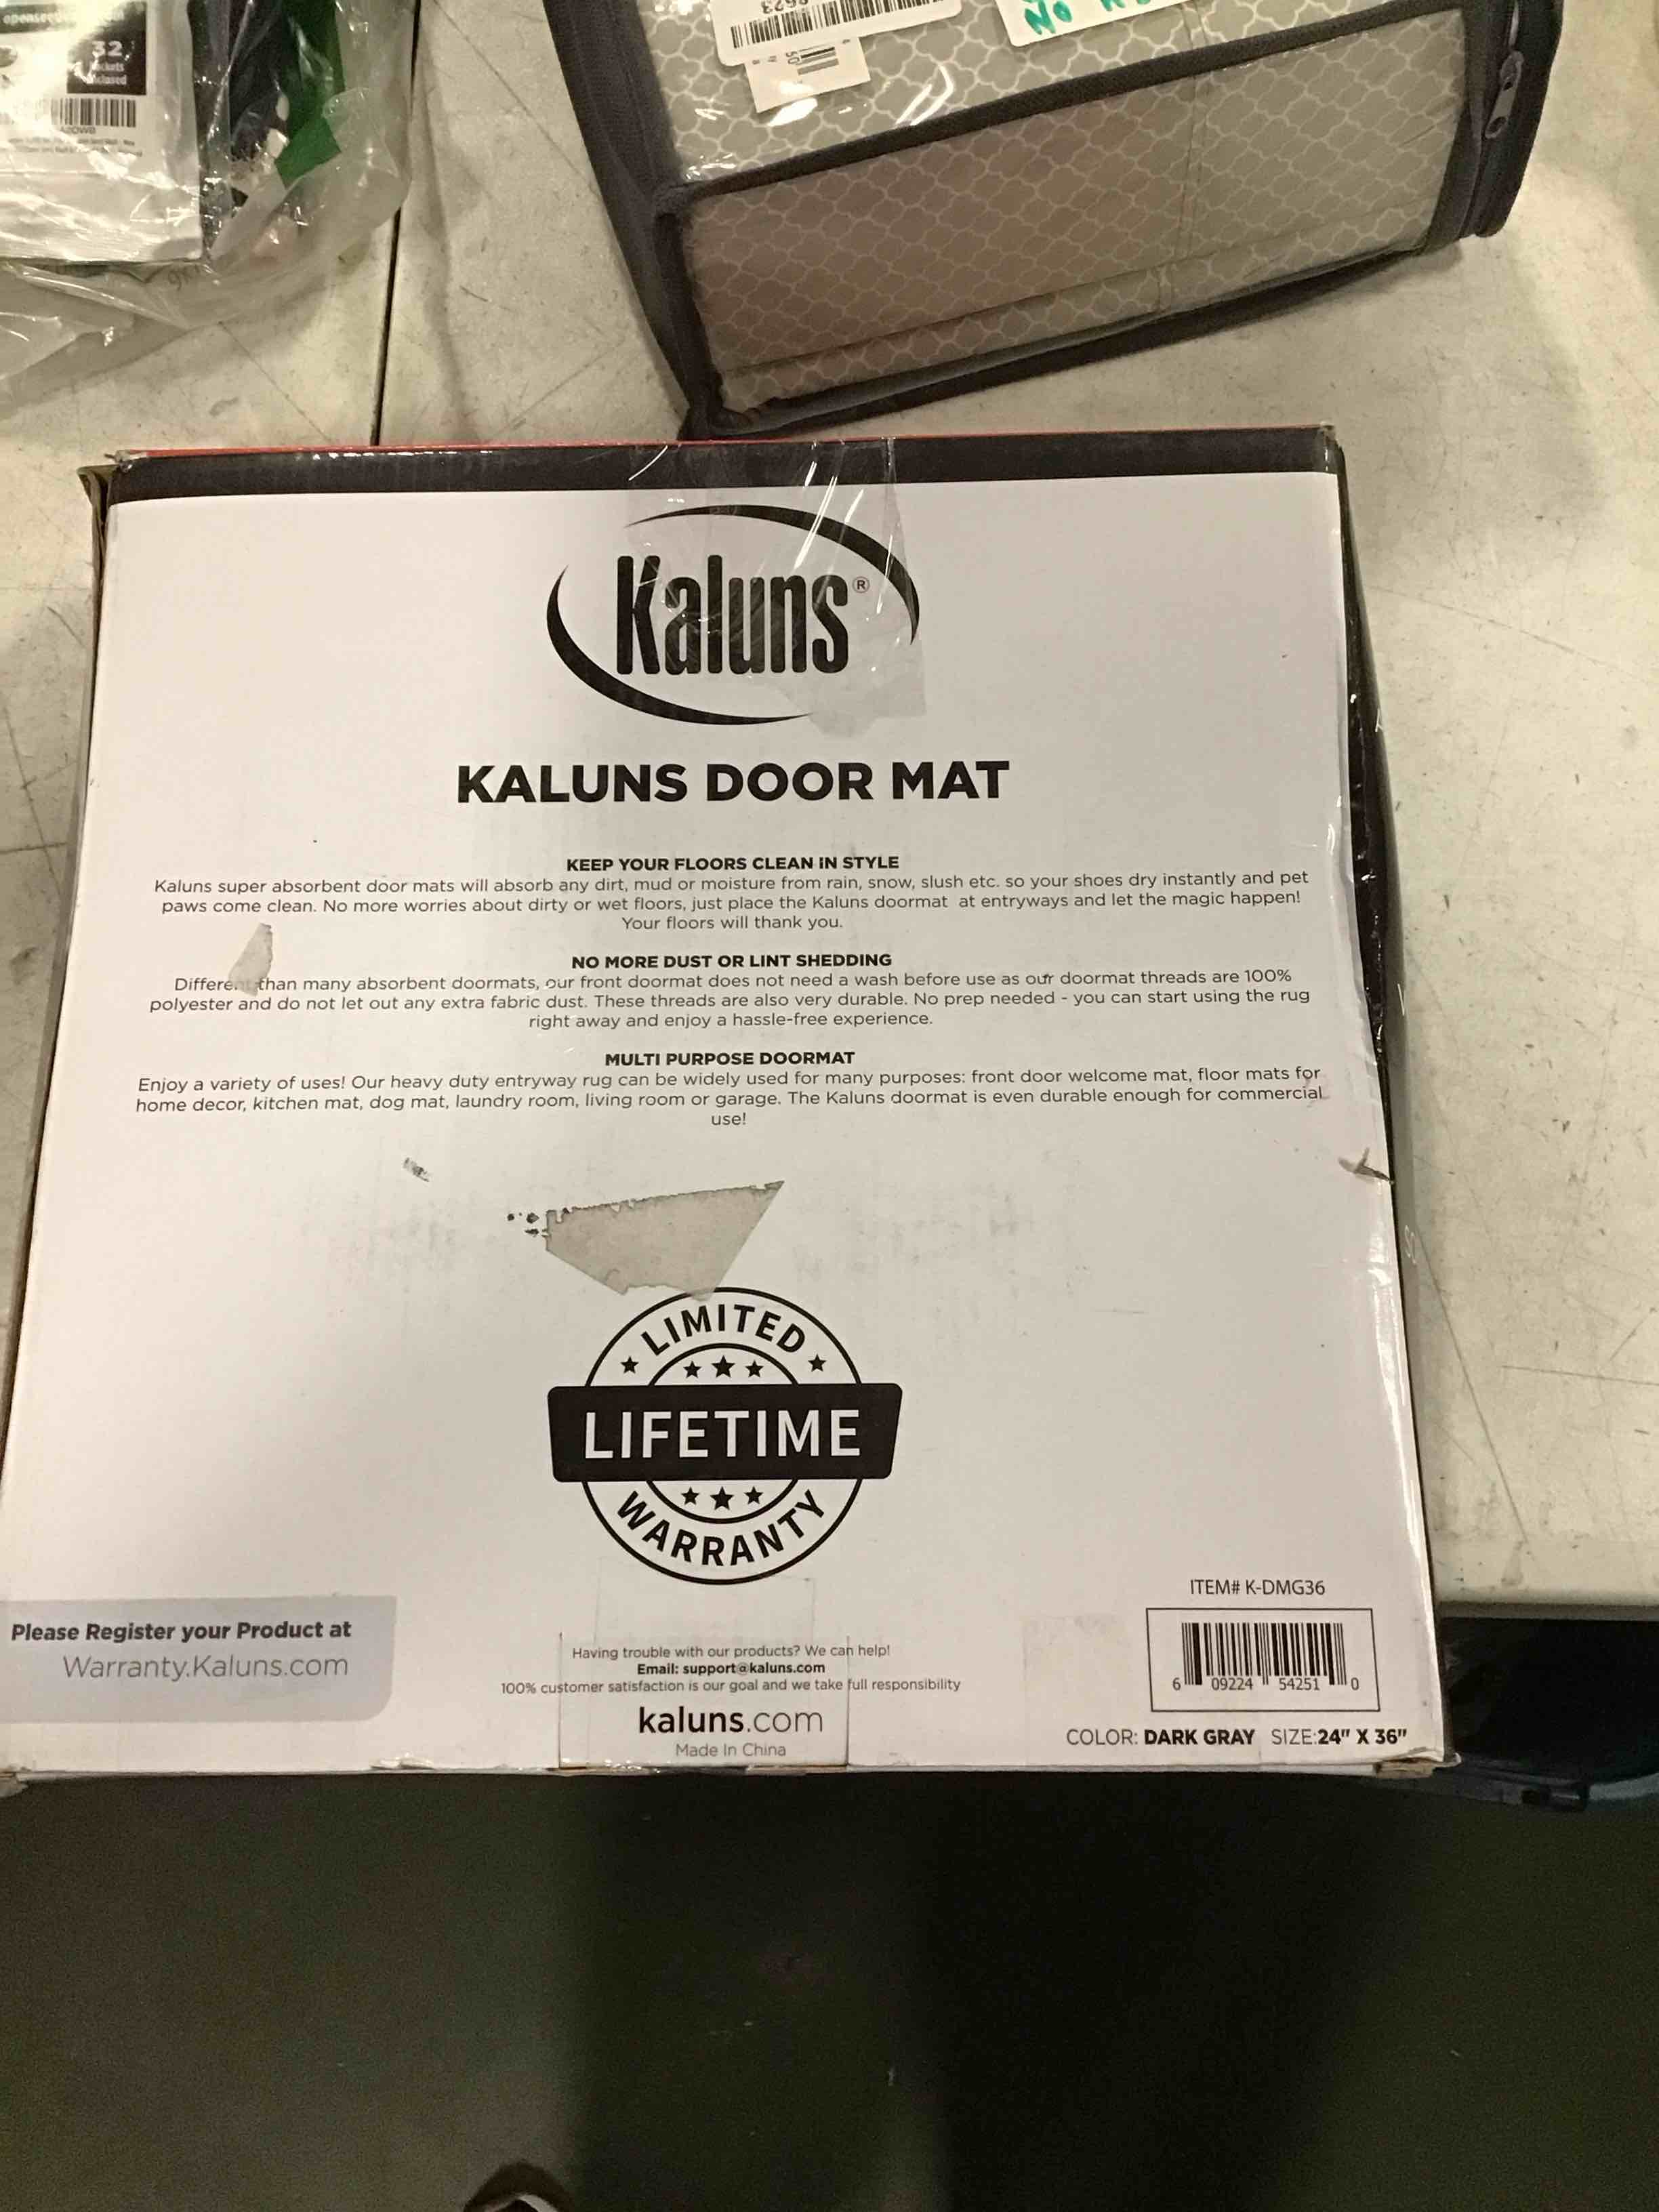 32
No
Kaluns®
KALUNS DOOR MAT
KEEP YOUR FLOORS CLEAN IN STYLE
Kaluns super absorbent door mats will absorb any dirt, mud or moisture from rain, snow, slush etc. so your shoes dry instantly and pet
paws come clean. No more worries about dirty or wet floors, just place the Kaluns doormat at entryways and let the magic happen!
Your floors will thank you.
NO MORE DUST OR LINT SHEDDING
Different than many absorbent doormats, our front doormat does not need a wash before use as our doormat threads are 100%
polyester and do not let out any extra fabric dust. These threads are also very durable. No prep needed - you can start using the rug
right away and enjoy a hassle-free experience.
MULTI PURPOSE DOORMAT
Enjoy a variety of uses! Our heavy duty entryway rug can be widely used for many purposes: front door welcome mat, floor mats for
home decor, kitchen mat, dog mat, laundry room, living room or garage. The Kaluns doormat is even durable enough for commercial
use!
LIMITED
LIFETIME
WARRANTY
Please Register your Product at
Warranty.Kaluns.com
Having trouble with our products? We can help!
Email: support@kaluns.com
100% customer satisfaction is our goal and we take full responsibility
kaluns.com
Made In China
ITEM# K-DMG36
6 09224 54251 0
COLOR: DARK GRAY SIZE:24" X 36"